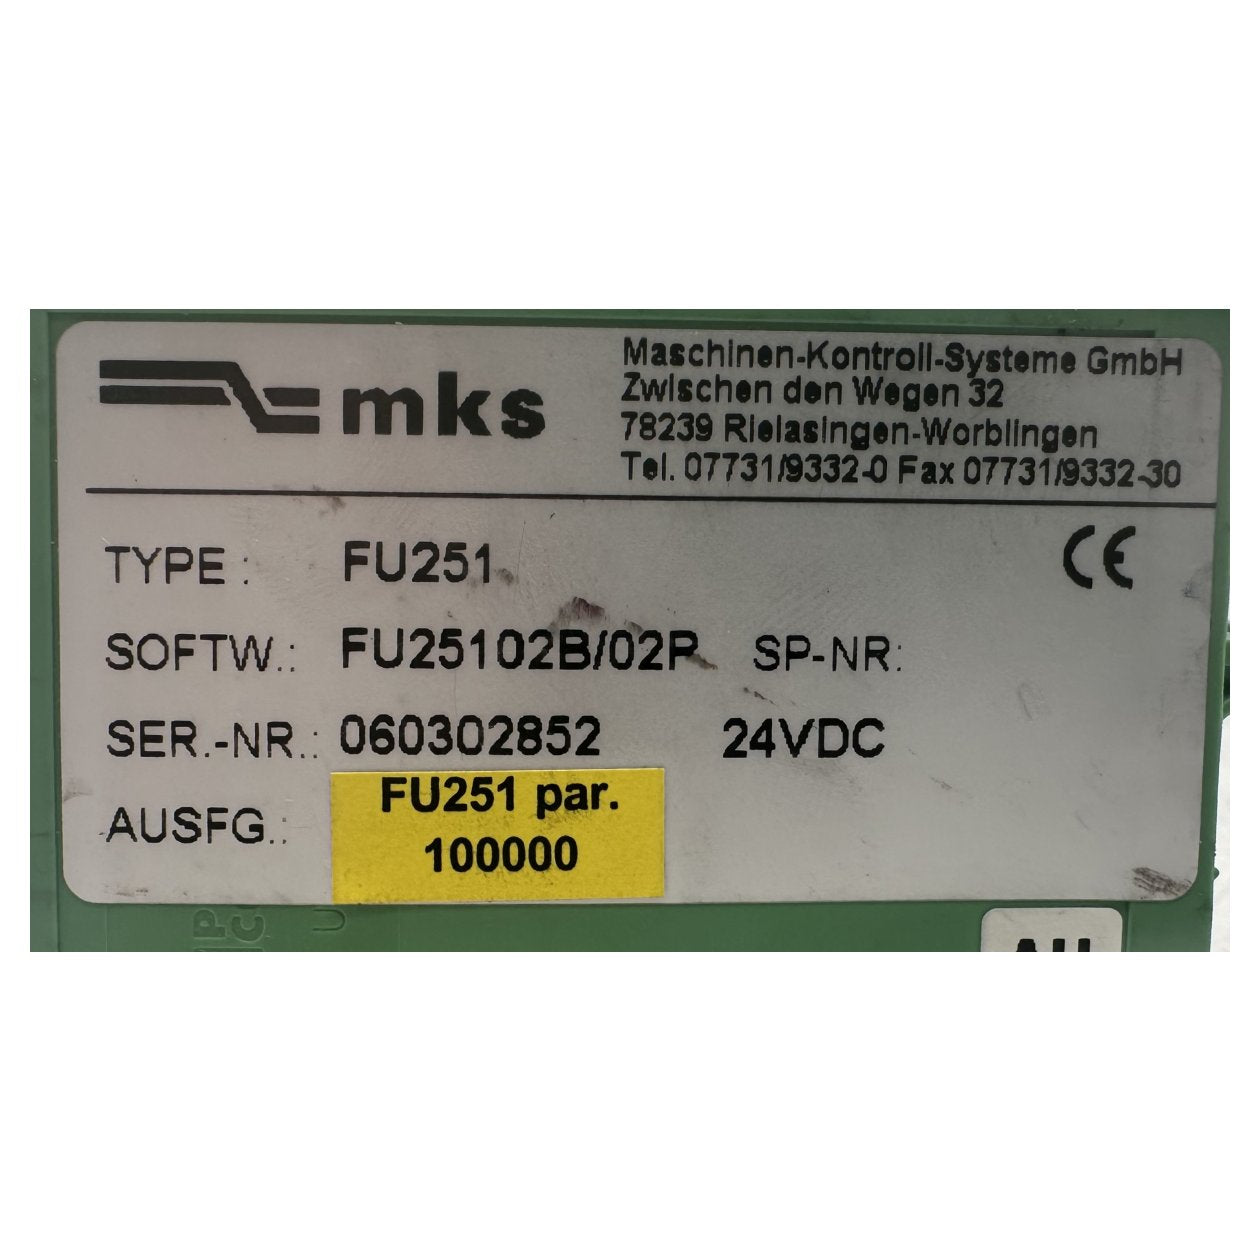 mks
Maschinen-Kontroll-Systeme GmbH
Zwischen den Wegen 32
78239 Rielasingen-Worblingen
Tel. 07731/9332-0 Fax 07731/9332-30
TYPE : FU251 CE
SOFTW.: FU25102B/02P SP-NR:
SER.-NR.: 060302852 24VDC
AUSFG.: FU251 par.
100000